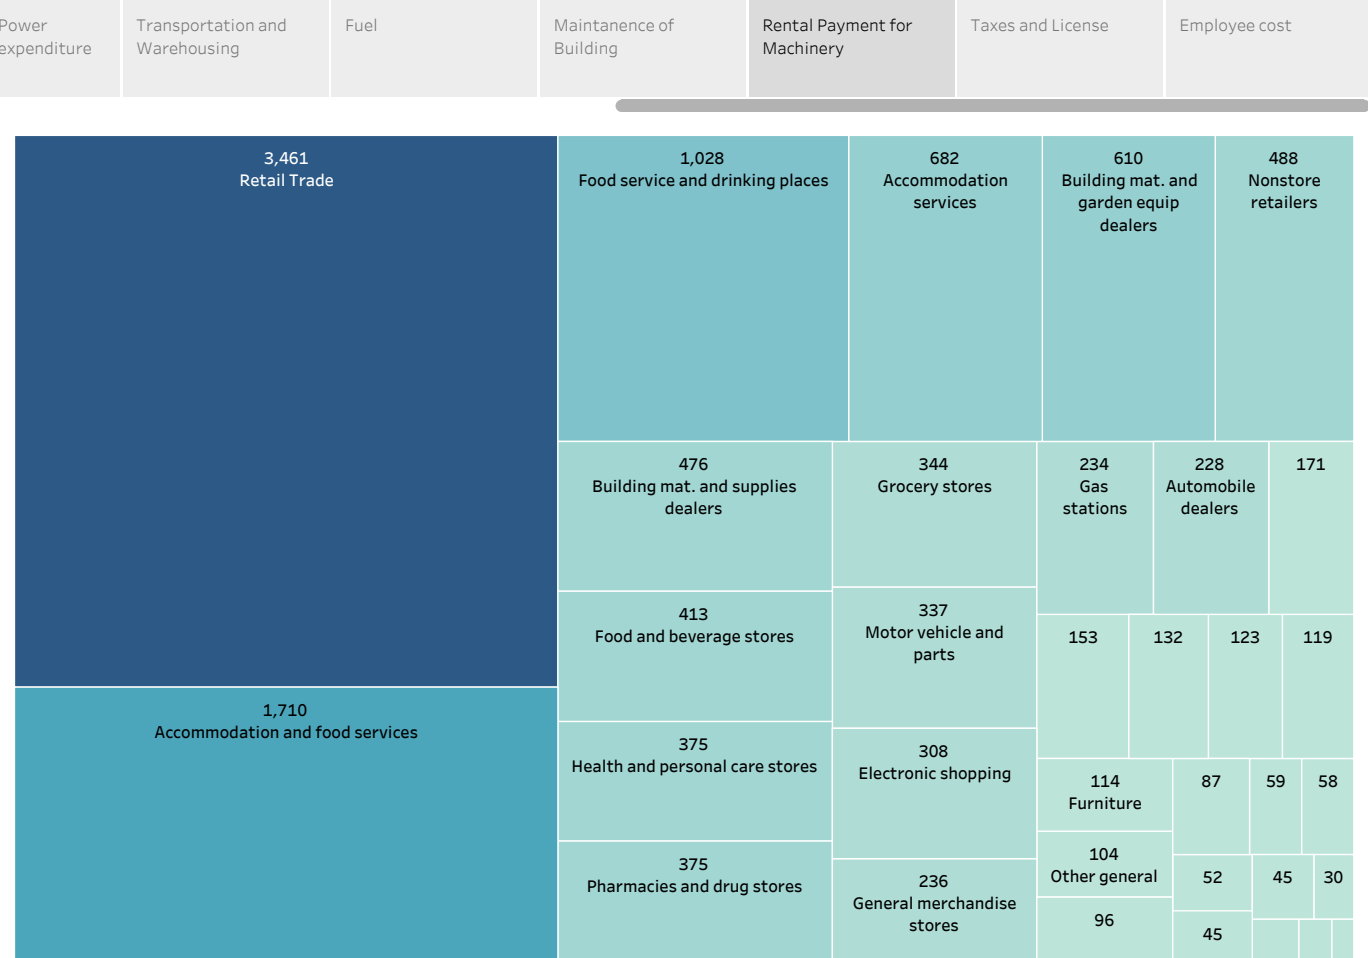 Power
expenditure
Transportation and
Warehousing
Fuel
Maintanence of
Building
Rental Payment for
Machinery
Taxes and License
Employee cost
3,461
Retail Trade
1,028
Food service and drinking places
682
Accommodation
services
610
Building mat. and
garden equip
dealers
488
Nonstore
retailers
476
Building mat. and supplies
dealers
344
Grocery stores
234
Gas
stations
228
Automobile
dealers
171
413
Food and beverage stores
337
Motor vehicle and
parts
153
132
123
119
1,710
Accommodation and food services
375
Health and personal care stores
308
Electronic shopping
114
Furniture
87
59
58
375
Pharmacies and drug stores
236
General merchandise
stores
104
Other general
52
45
30
96
45